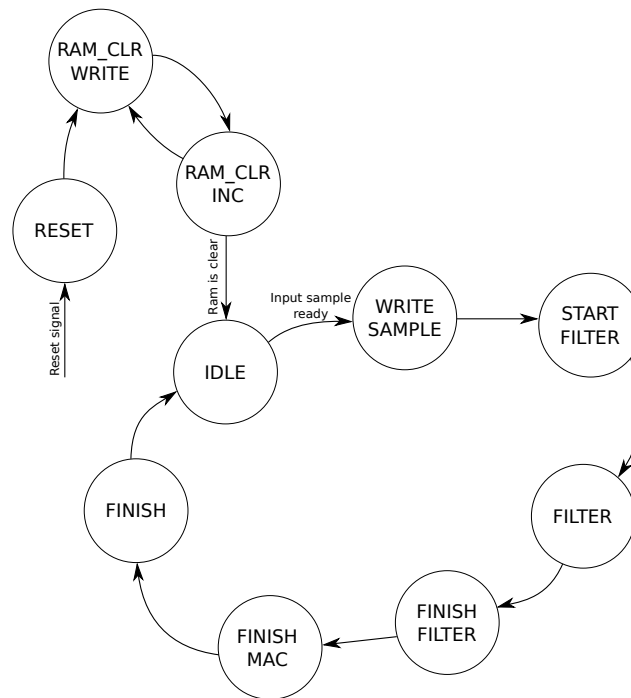 RAM_CLR
WRITE
RAM_CLR
INC
RESET
Reset signal
Ram is clear
Input sample
ready
WRITE
SAMPLE
START
FILTER
IDLE
FINISH
FILTER
FINISH
FILTER
FINISH
MAC